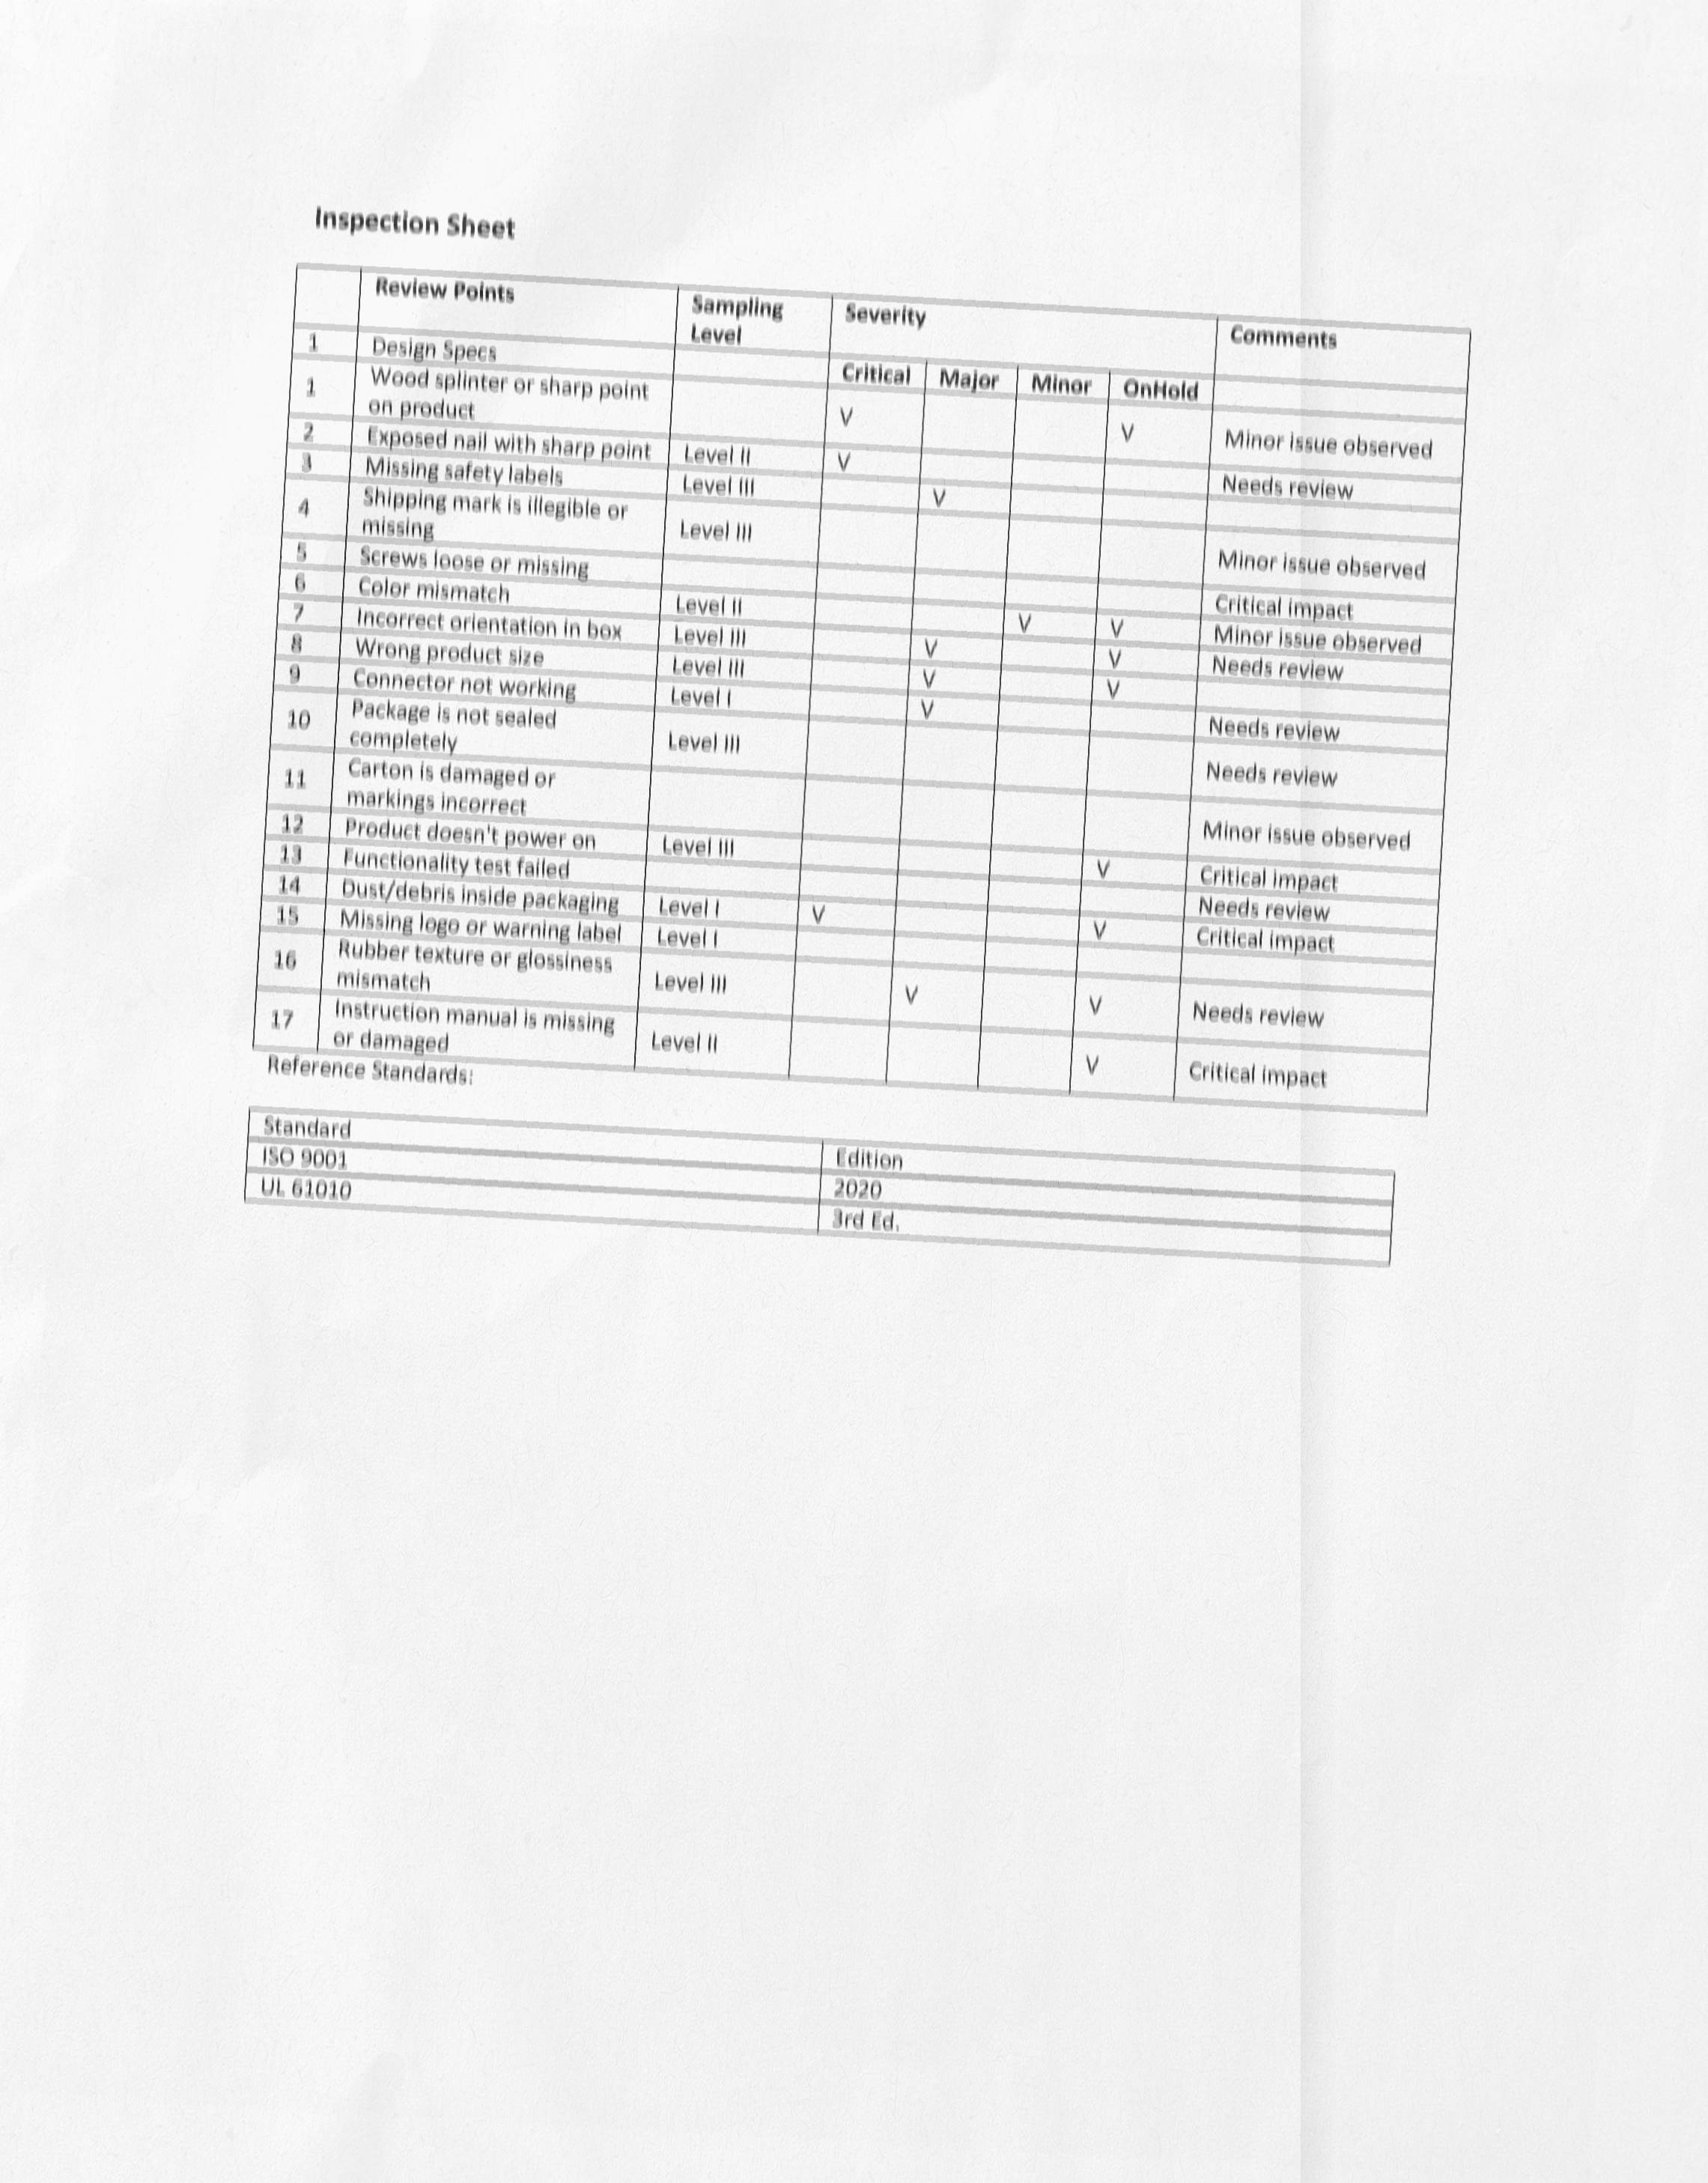 Inspection Sheet
Review Points Sampling Level Severity Comments
1 Design Specs Critical Major Minor OnHold
1 Wood splinter or sharp point on product V V Minor issue observed
2 Exposed nail with sharp point Level II V Needs review
3 Missing safety labels Level III V
4 Shipping mark is illegible or missing Level III Minor issue observed
5 Screws loose or missing Critical impact
6 Color mismatch Level II V V Minor issue observed
7 Incorrect orientation in box Level III V V Needs review
8 Wrong product size Level III V V
9 Connector not working Level I V Needs review
10 Package is not sealed completely Level III Needs review
11 Carton is damaged or markings incorrect Minor issue observed
12 Product doesn't power on Level III V Critical impact
13 Functionality test failed Needs review
14 Dust/debris inside packaging Level I V V Critical impact
15 Missing logo or warning label Level I
16 Rubber texture or glossiness mismatch Level III V V Needs review
17 Instruction manual is missing or damaged Level II V Critical impact
Reference Standards:
Standard Edition
ISO 9001 2020
UL 61010 3rd Ed.